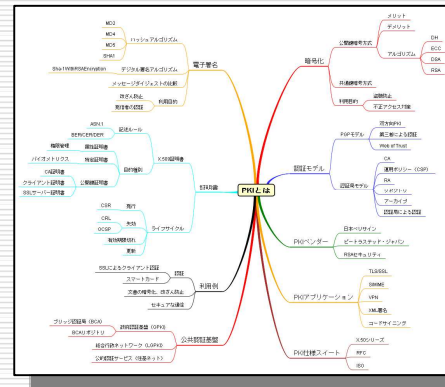 PKIとは
電子署名
ハッシュアルゴリズム
MD2
MD4
MD5
SHA1
デジタル署名アルゴリズム
Sha-1WithRSAEncryption
メッセージダイジェストの比較
利用目的
改ざん防止
発信者の認証
X.509証明書
記述ルール
ASN.1
BER/CER/DER
目的種別
属性証明書
権限管理
特定証明書
バイオメトリクス
公開鍵証明書
CA証明書
クライアント証明書
SSLサーバー証明書
ライフサイクル
発行
CSR
失効
CRL
OCSP
有効期限切れ
更新
利用例
認証
SSLによるクライアント認証
スマートカード
文書の暗号化、改ざん防止
セキュアな通信
公共認証基盤
政府認証基盤（GPKI）
ブリッジ認証局（BCA）
BCAリポジトリ
総合行政ネットワーク（LGPKI）
公的認証サービス（住基ネット）
暗号化
公開鍵暗号方式
メリット
デメリット
アルゴリズム
DH
ECC
DSA
RSA
共通鍵暗号方式
利用目的
盗聴防止
不正アクセス対策
認証モデル
PGPモデル
双方向PKI
第三者による認証
Web of Trust
認証局モデル
CA
運用ポリシー（CSP）
RA
リポジトリ
アーカイブ
認証局による認証
PKIベンダー
日本ベリサイン
ビートラステッド・ジャパン
RSAセキュリティ
PKIアプリケーション
TLS/SSL
S/MIME
VPN
XML署名
コードサイニング
PKI仕様スイート
X.50シリーズ
RFC
ISO